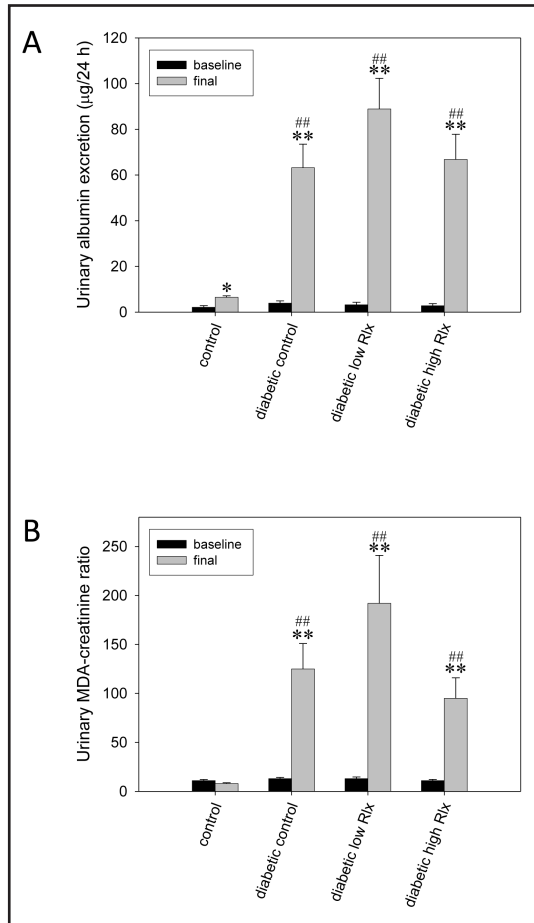 A
Urinary albumin excretion (µg/24 h)
120
100
80
60
40
20
0
baseline
final
*
##
**
##
**
##
**
control
diabetic control
diabetic low Rlx
diabetic high Rlx
B
Urinary MDA-creatinine ratio
250
200
150
100
50
0
baseline
final
##
**
##
**
##
**
control
diabetic control
diabetic low Rlx
diabetic high Rlx